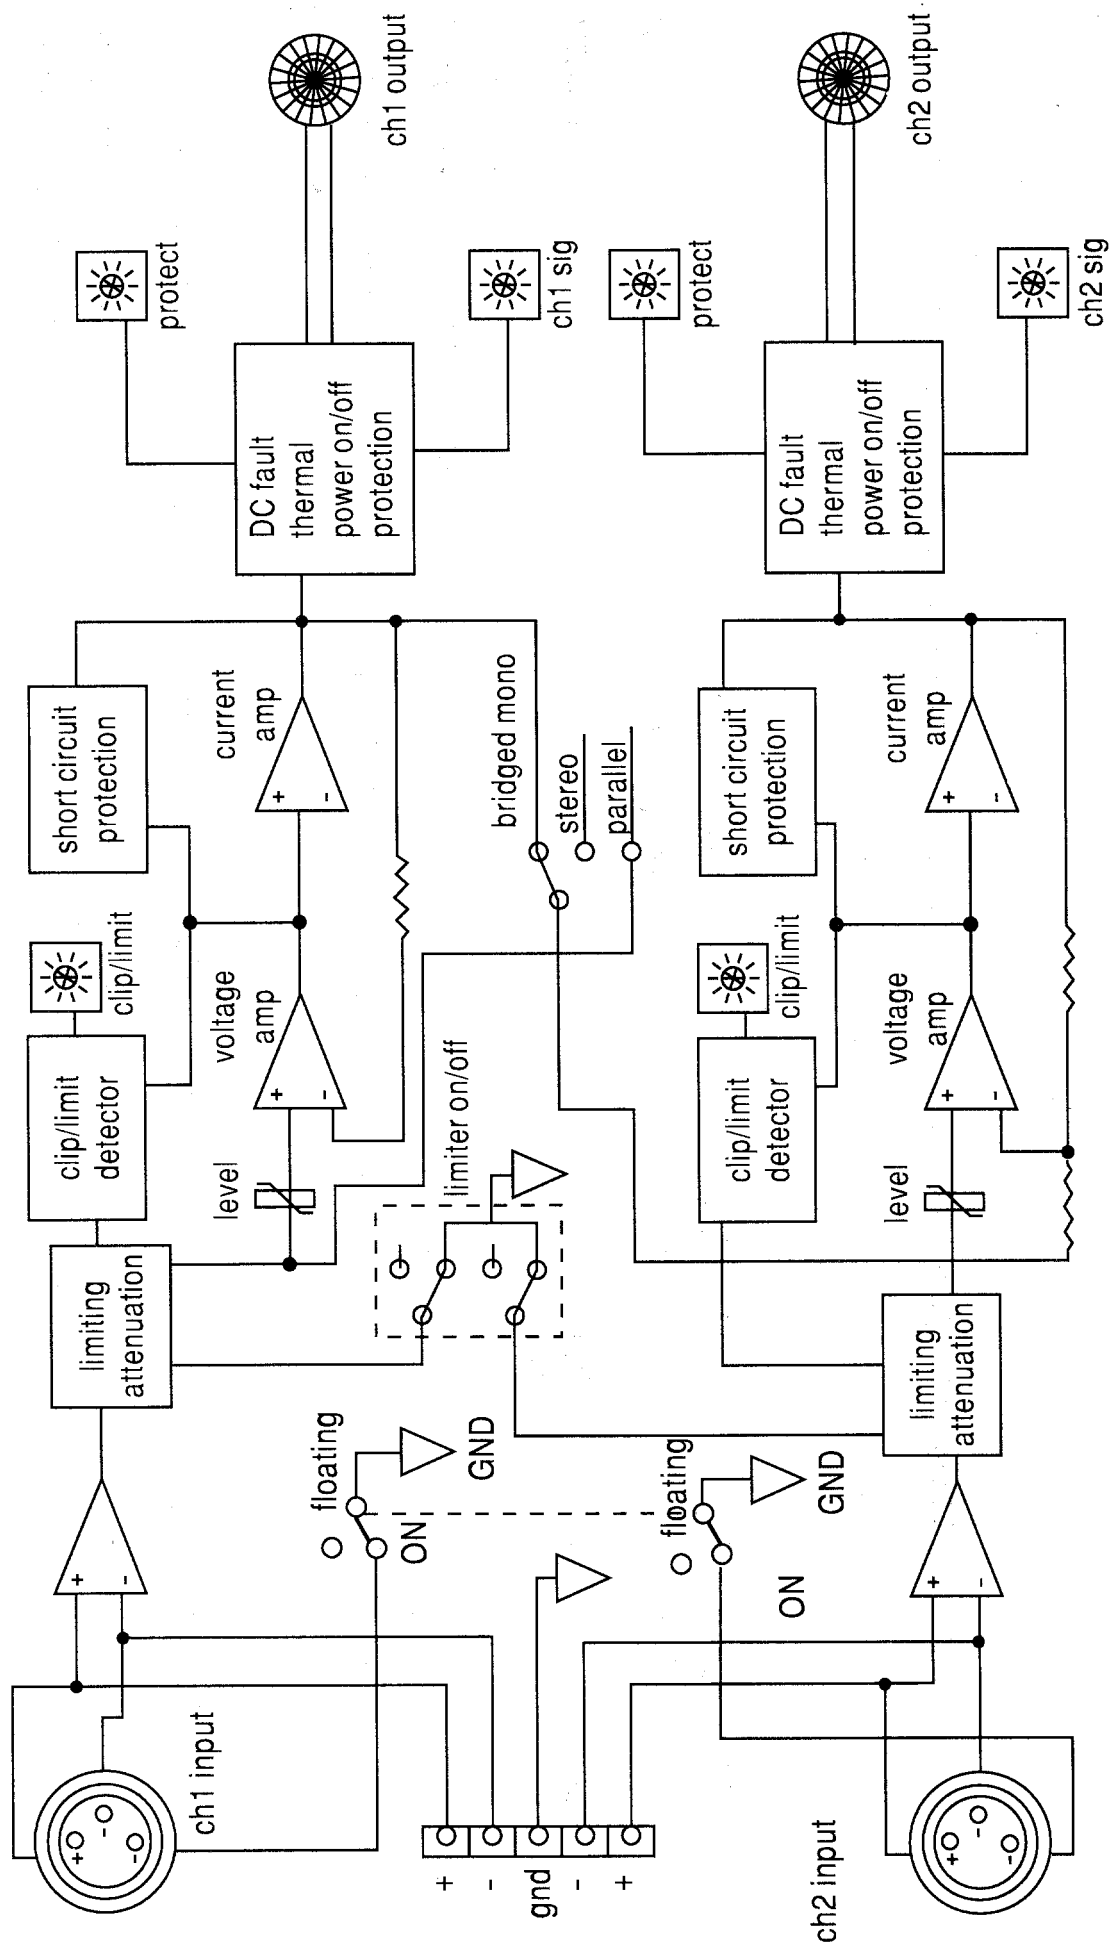 ch1 input
+
-
-
+
-
limiting
attenuation
clip/limit
detector
clip/limit
short circuit
protection
level
voltage
amp
+
-
current
amp
+
-
DC fault
thermal
power on/off
protection
protect
ch1 sig
ch1 output
floating
ON
GND
limiter on/off
bridged mono
stereo
parallel
+
-
gnd
-
+
floating
ON
GND
ch2 input
+
-
-
+
-
limiting
attenuation
clip/limit
detector
clip/limit
short circuit
protection
level
voltage
amp
+
-
current
amp
+
-
DC fault
thermal
power on/off
protection
protect
ch2 sig
ch2 output